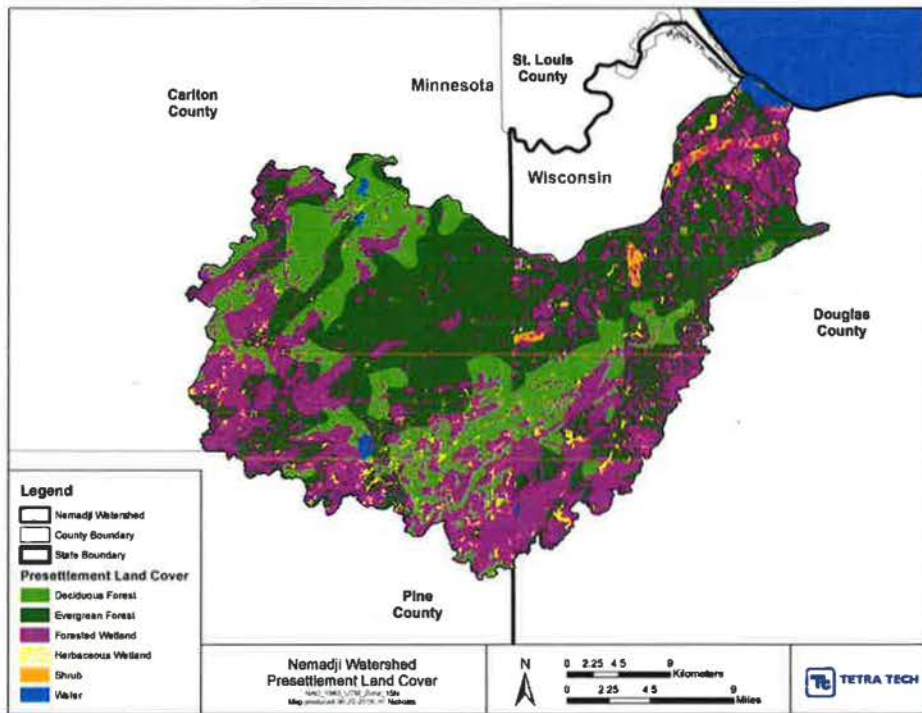 St. Louis
County
Minnesota
Carlton
County
Wisconsin
Douglas
County
Pine
County
Legend
Nemadji Watershed
County Boundary
State Boundary
Presettlement Land Cover
Deciduous Forest
Evergreen Forest
Forested Wetland
Herbaceous Wetland
Shrub
Water
Nemadji Watershed
Presettlement Land Cover
Map produced
N
0 2.25 4.5 9
Kilometers
0 2.25 4.5 9
Miles
TETRA TECH